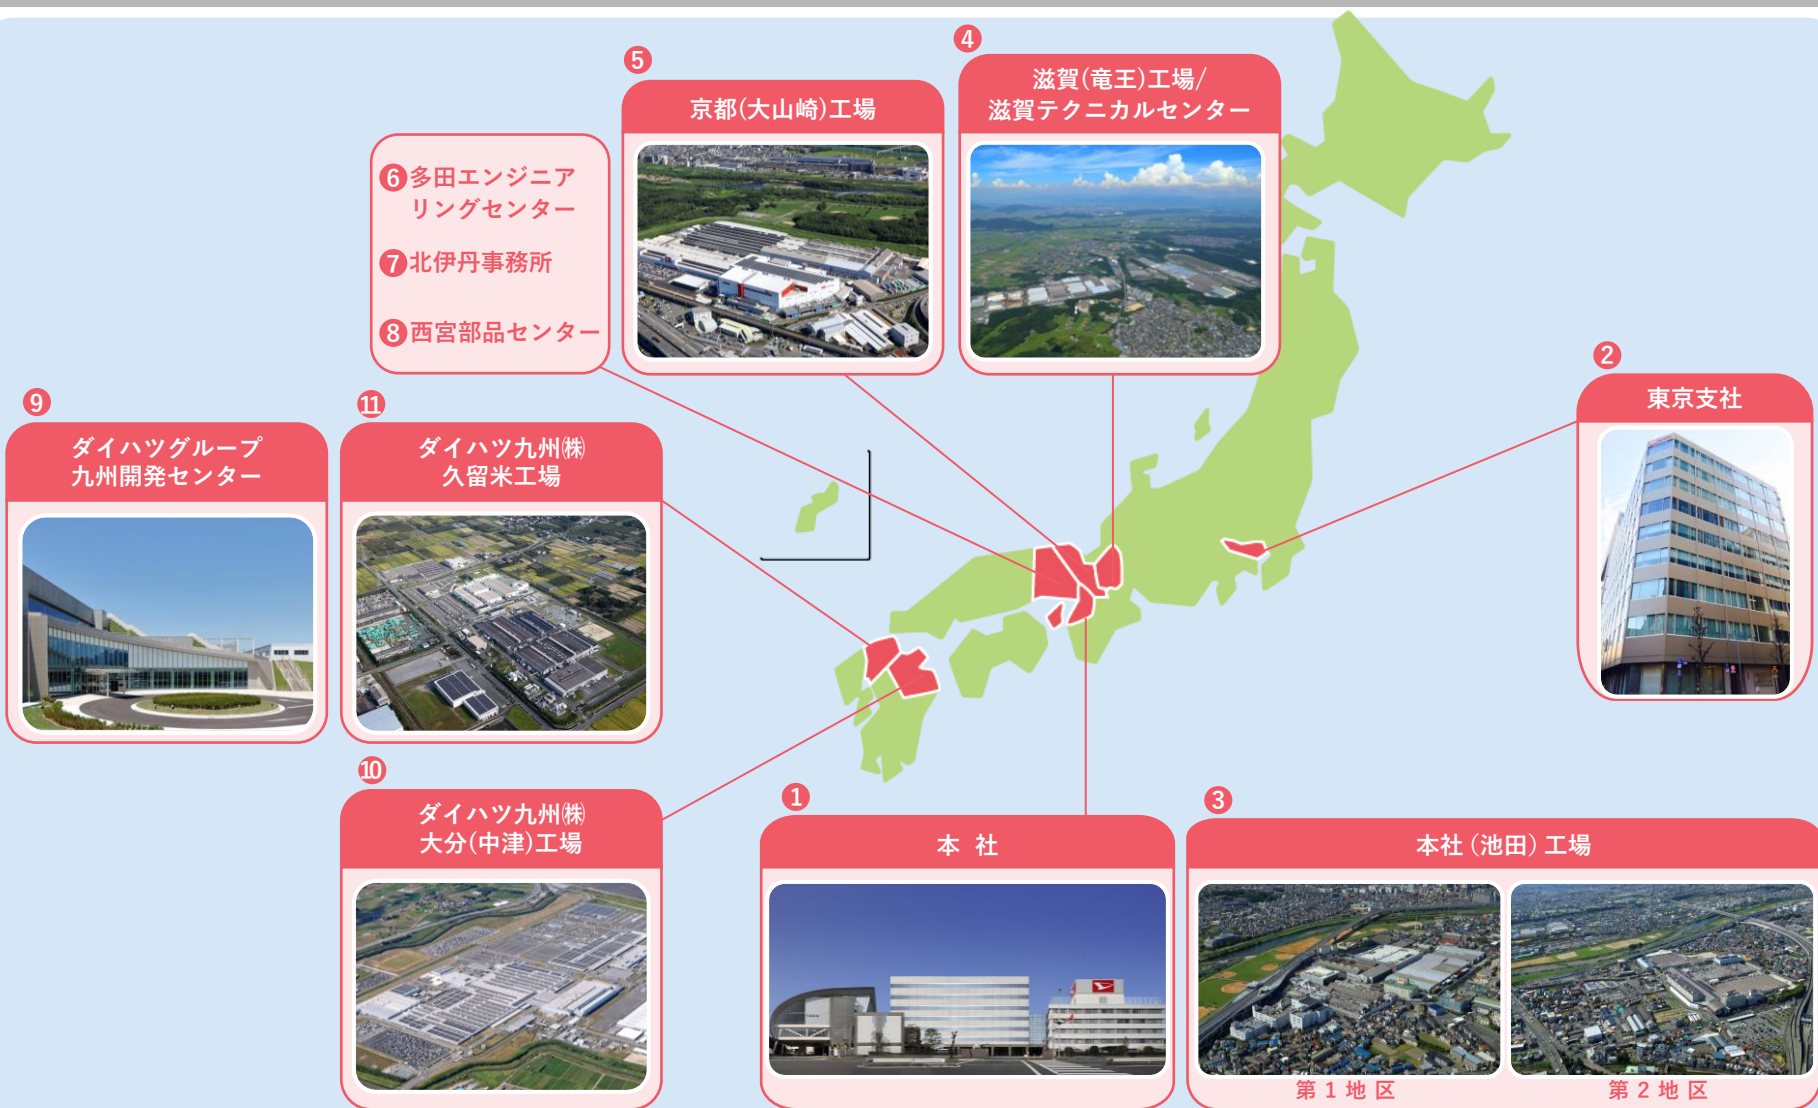 4
滋賀(竜王)工場/
滋賀テクニカルセンター
5
京都(大山崎)工場
6 多田エンジニア
リングセンター
7 北伊丹事務所
8 西宮部品センター
2
東京支社
9
ダイハツグループ
九州開発センター
11
ダイハツ九州㈱
久留米工場
10
ダイハツ九州㈱
大分(中津)工場
1
本 社
3
本社(池田)工場
第1地区
第2地区